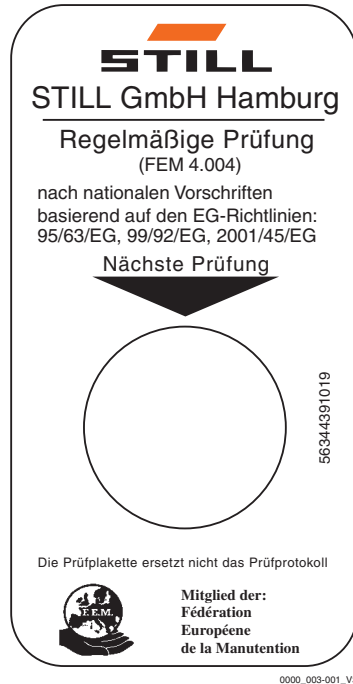 STILL
STILL GmbH Hamburg
Regelmäßige Prüfung
(FEM 4.004)
nach nationalen Vorschriften
basierend auf den EG-Richtlinien:
95/63/EG, 99/92/EG, 2001/45/EG
Nächste Prüfung
56344391019
Die Prüfplakette ersetzt nicht das Prüfprotokoll
F.E.M.
Mitglied der:
Fédération
Européene
de la Manutention